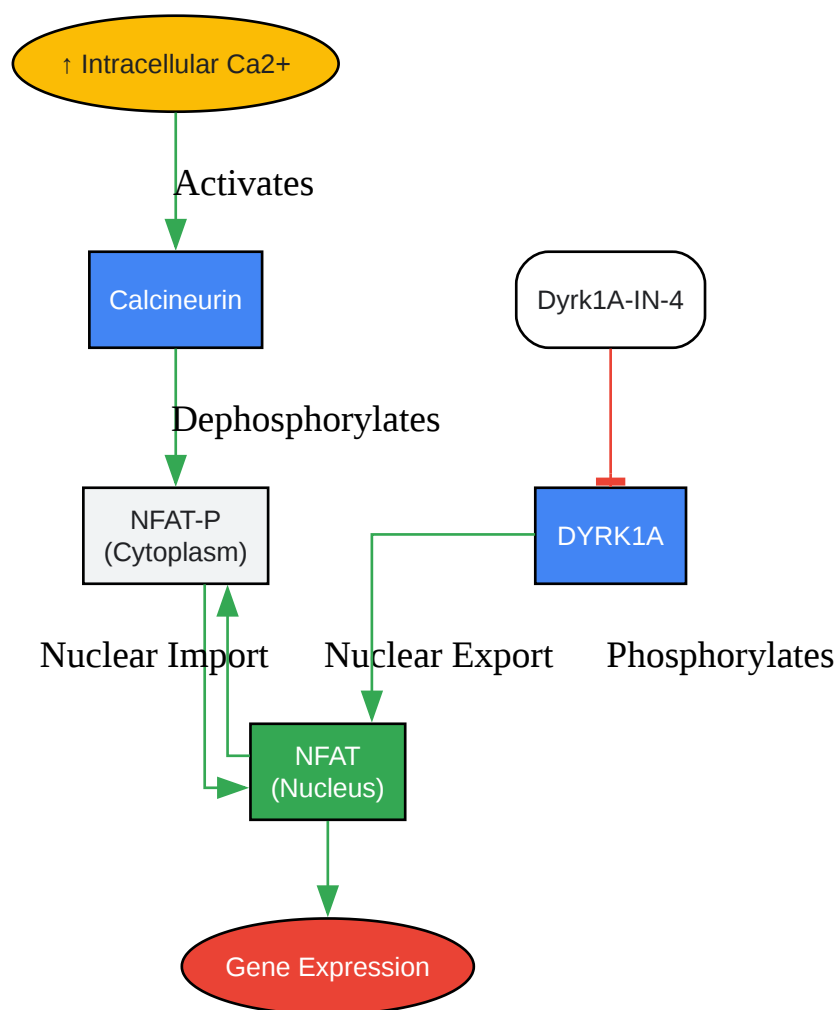 ↑ Intracellular Ca2+
Activates
Calcineurin
Dyrk1A-IN-4
Dephosphorylates
NFAT-P
(Cytoplasm)
DYRK1A
Nuclear Import
Nuclear Export
Phosphorylates
NFAT
(Nucleus)
Gene Expression